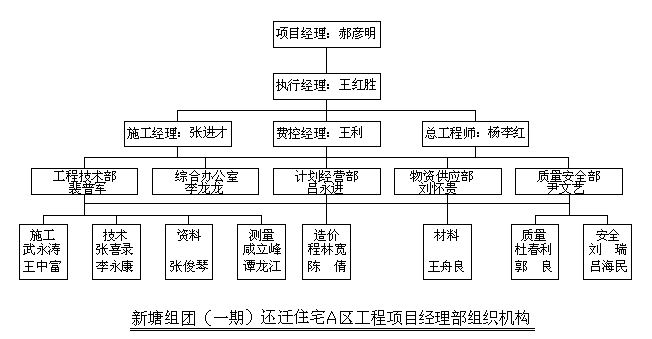 项目经理：郝彦明
执行经理：王红胜
施工经理：张进才
费控经理：王利
总工程师：杨李红
工程技术部
裴晋军
综合办公室
李龙龙
计划经营部
吕永进
物资供应部
刘怀贵
质量安全部
尹文艺
施工
武永涛
王中富
技术
张喜录
李永康
资料
张俊琴
测量
咸立峰
谭龙江
造价
程林宽
陈 倩
材料
王舟良
质量
杜春利
郭 良
安全
刘 瑞
吕海民
新塘组团（一期）还迁住宅A区工程项目经理部组织机构